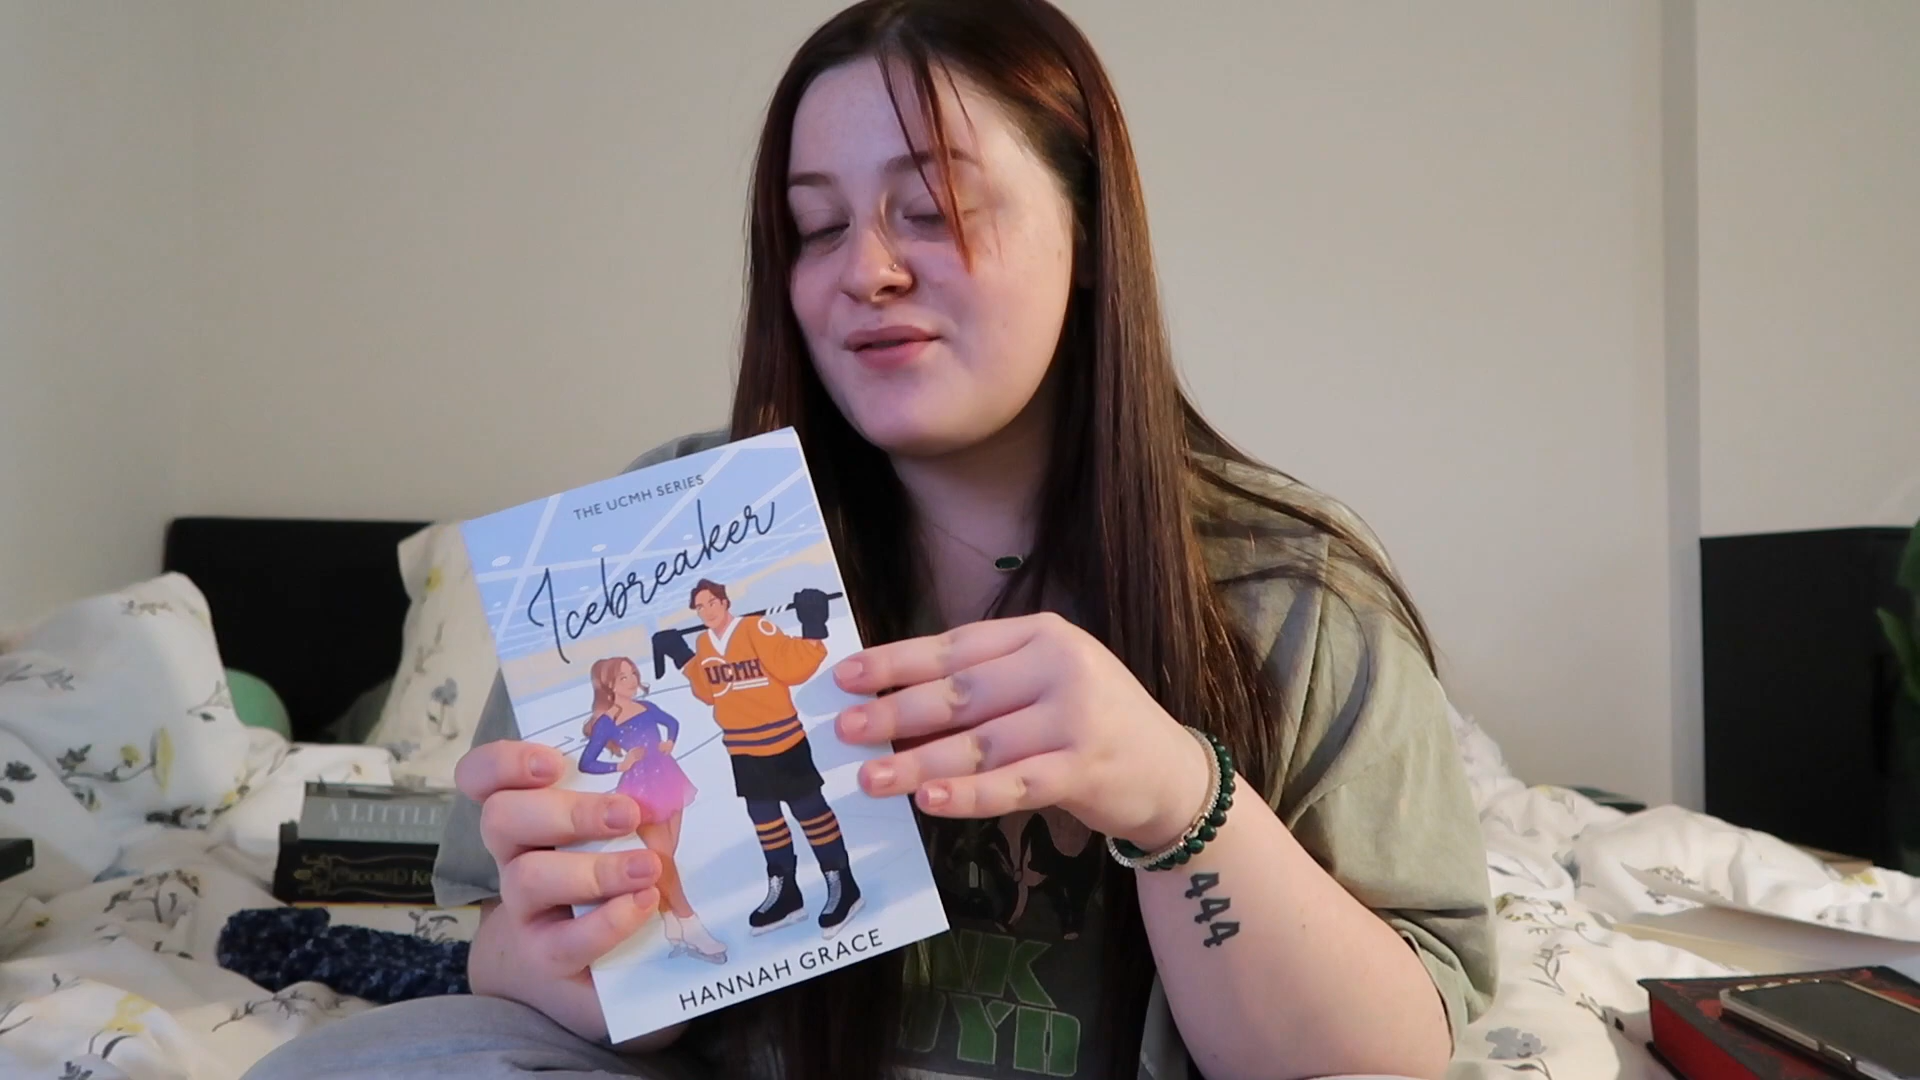 THE UCMH SERIES
Icebreaker
UCMH
HANNAH GRACE
A LITTLE
444